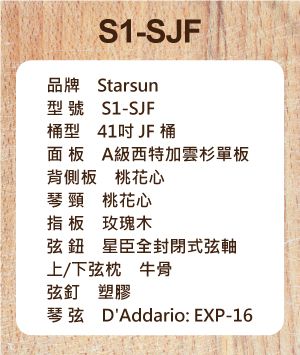 S1-SJF
品牌 Starsun
型號 S1-SJF
桶型 41吋 JF 桶
面板 A級西特加雲杉單板
背側板 桃花心
琴頸 桃花心
指板 玫瑰木
弦鈕 星臣全封閉式弦軸
上/下弦枕 牛骨
弦釘 塑膠
琴弦 D'Addario: EXP-16